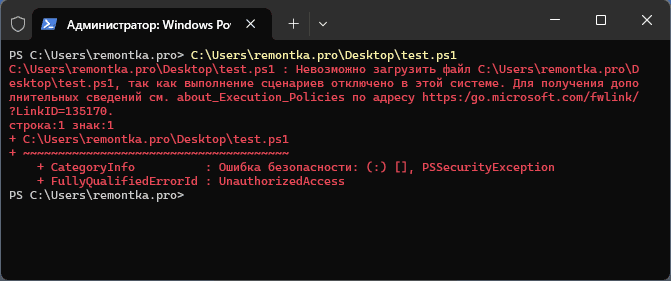 Администратор: Windows Po
PS C:\Users\remontka.pro> C:\Users\remontka.pro\Desktop\test.ps1
C:\Users\remontka.pro\Desktop\test.ps1 : Невозможно загрузить файл C:\Users\remontka.pro\D
esktop\test.ps1, так как выполнение сценариев отключено в этой системе. Для получения допо
лнительных сведений см. about_Execution_Policies по адресу https:/go.microsoft.com/fwlink/
?LinkID=135170.
строка:1 знак:1
+ C:\Users\remontka.pro\Desktop\test.ps1
+ ~~~~~~~~~~~~~~~~~~~~~~~~~~~~~~~~~~~~~~
+ CategoryInfo : Ошибка безопасности: (:) [], PSSecurityException
+ FullyQualifiedErrorId : UnauthorizedAccess
PS C:\Users\remontka.pro>